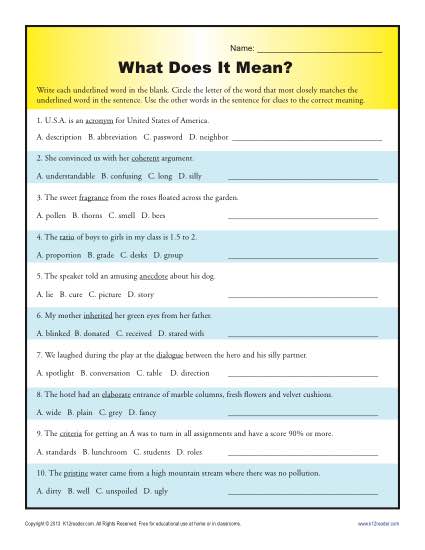 Name: ____________________
What Does It Mean?
Write each underlined word in the blank. Circle the letter of the word that most closely matches the
underlined word in the sentence. Use the other words in the sentence for clues to the correct meaning.
1. U.S.A. is an acronym for United States of America.
A. description B. abbreviation C. password D. neighbor ____________________
2. She convinced us with her coherent argument.
A. understandable B. confusing C. long D. silly ____________________
3. The sweet fragrance from the roses floated across the garden.
A. pollen B. thorns C. smell D. bees ____________________
4. The ratio of boys to girls in my class is 1.5 to 2.
A. proportion B. grade C. desks D. group ____________________
5. The speaker told an amusing anecdote about his dog.
A. lie B. cure C. picture D. story ____________________
6. My mother inherited her green eyes from her father.
A. blinked B. donated C. received D. stared with ____________________
7. We laughed during the play at the dialogue between the hero and his silly partner.
A. spotlight B. conversation C. table D. direction ____________________
8. The hotel had an elaborate entrance of marble columns, fresh flowers and velvet cushions.
A. wide B. plain C. grey D. fancy ____________________
9. The criteria for getting an A was to turn in all assignments and have a score 90% or more.
A. standards B. lunchroom C. students D. roles ____________________
10. The pristine water came from a high mountain stream where there was no pollution.
A. dirty B. well C. unspoiled D. ugly ____________________
Copyright © 2013 K12reader.com. All Rights Reserved. Free for educational use at home or in classrooms. www.k12reader.com